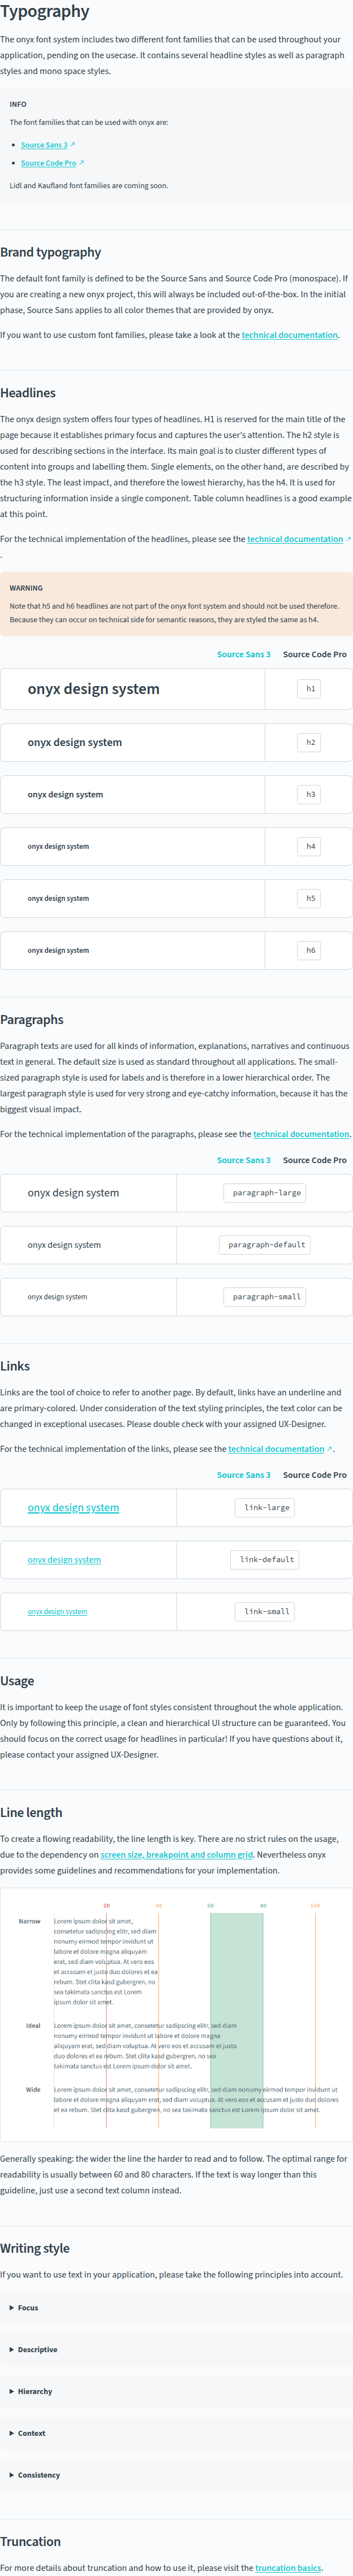 Typography
The onyx font system includes two different font families that can be used throughout your
application, pending on the usecase. It contains several headline styles as well as paragraph
styles and mono space styles.
INFO
The font families that can be used with onyx are:
Source Sans 3 ↗
Source Code Pro ↗
Lidl and Kaufland font families are coming soon.
Brand typography
The default font family is defined to be the Source Sans and Source Code Pro (monospace). If
you are creating a new onyx project, this will always be included out-of-the-box. In the initial
phase, Source Sans applies to all color themes that are provided by onyx.
If you want to use custom font families, please take a look at the technical documentation.
Headlines
The onyx design system offers four types of headlines. H1 is reserved for the main title of the
page because it establishes primary focus and captures the user's attention. The h2 style is
used for describing sections in the interface. Its main goal is to cluster different types of
content into groups and labelling them. Single elements, on the other hand, are described by
the h3 style. The least impact, and therefore the lowest hierarchy, has the h4. It is used for
structuring information inside a single component. Table column headlines is a good example
at this point.
For the technical implementation of the headlines, please see the technical documentation ↗
.
WARNING
Note that h5 and h6 headlines are not part of the onyx font system and should not be used therefore.
Because they can occur on technical side for semantic reasons, they are styled the same as h4.
Source Sans 3 Source Code Pro
onyx design system h1
onyx design system h2
onyx design system h3
onyx design system h4
onyx design system h5
onyx design system h6
Paragraphs
Paragraph texts are used for all kinds of information, explanations, narratives and continuous
text in general. The default size is used as standard throughout all applications. The small-
sized paragraph style is used for labels and is therefore in a lower hierarchical order. The
largest paragraph style is used for very strong and eye-catchy information, because it has the
biggest visual impact.
For the technical implementation of the paragraphs, please see the technical documentation.
Source Sans 3 Source Code Pro
onyx design system paragraph-large
onyx design system paragraph-default
onyx design system paragraph-small
Links
Links are the tool of choice to refer to another page. By default, links have an underline and
are primary-colored. Under consideration of the text styling principles, the text color can be
changed in exceptional usecases. Please double check with your assigned UX-Designer.
For the technical implementation of the links, please see the technical documentation ↗.
Source Sans 3 Source Code Pro
onyx design system link-large
onyx design system link-default
onyx design system link-small
Usage
It is important to keep the usage of font styles consistent throughout the whole application.
Only by following this principle, a clean and hierarchical UI structure can be guaranteed. You
should focus on the correct usage for headlines in particular! If you have questions about it,
please contact your assigned UX-Designer.
Line length
To create a flowing readability, the line length is key. There are no strict rules on the usage,
due to the dependency on screen size, breakpoint and column grid. Nevertheless onyx
provides some guidelines and recommendations for your implementation.
20 40 60 80 100
Narrow Lorem ipsum dolor sit amet,
consetetur sadipscing elitr, sed diam
nonumy eirmod tempor invidunt ut
labore et dolore magna aliquyam
erat, sed diam voluptua. At vero eos
et accusam et justo duo dolores et ea
rebum. Stet clita kasd gubergren, no
sea takimata sanctus est Lorem
ipsum dolor sit amet.
Ideal Lorem ipsum dolor sit amet, consetetur sadipscing elitr, sed diam
nonumy eirmod tempor invidunt ut labore et dolore magna
aliquyam erat, sed diam voluptua. At vero eos et accusam et justo
duo dolores et ea rebum. Stet clita kasd gubergren, no sea
takimata sanctus est Lorem ipsum dolor sit amet.
Wide Lorem ipsum dolor sit amet, consetetur sadipscing elitr, sed diam nonumy eirmod tempor invidunt ut
labore et dolore magna aliquyam erat, sed diam voluptua. At vero eos et accusam et justo duo dolores
et ea rebum. Stet clita kasd gubergren, no sea takimata sanctus est Lorem ipsum dolor sit amet.
Generally speaking: the wider the line the harder to read and to follow. The optimal range for
readability is usually between 60 and 80 characters. If the text is way longer than this
guideline, just use a second text column instead.
Writing style
If you want to use text in your application, please take the following principles into account.
Focus
Descriptive
Hierarchy
Context
Consistency
Truncation
For more details about truncation and how to use it, please visit the truncation basics.